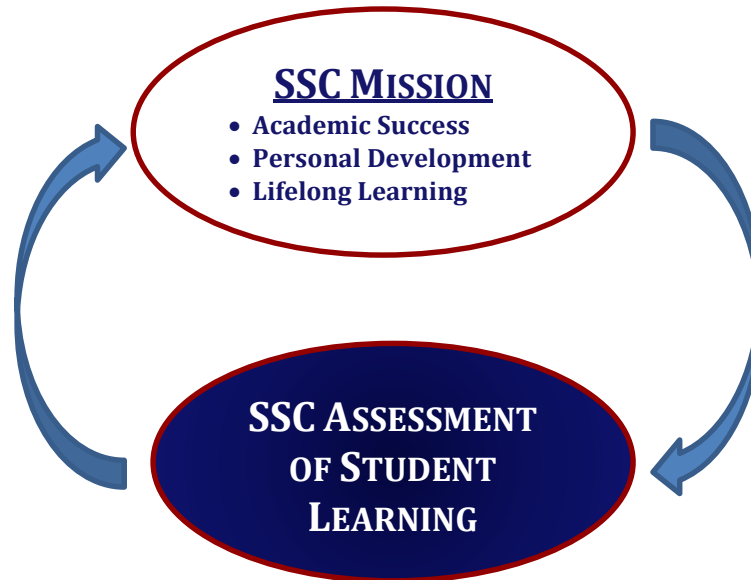 SSC MISSION
• Academic Success
• Personal Development
• Lifelong Learning
SSC ASSESSMENT
OF STUDENT
LEARNING